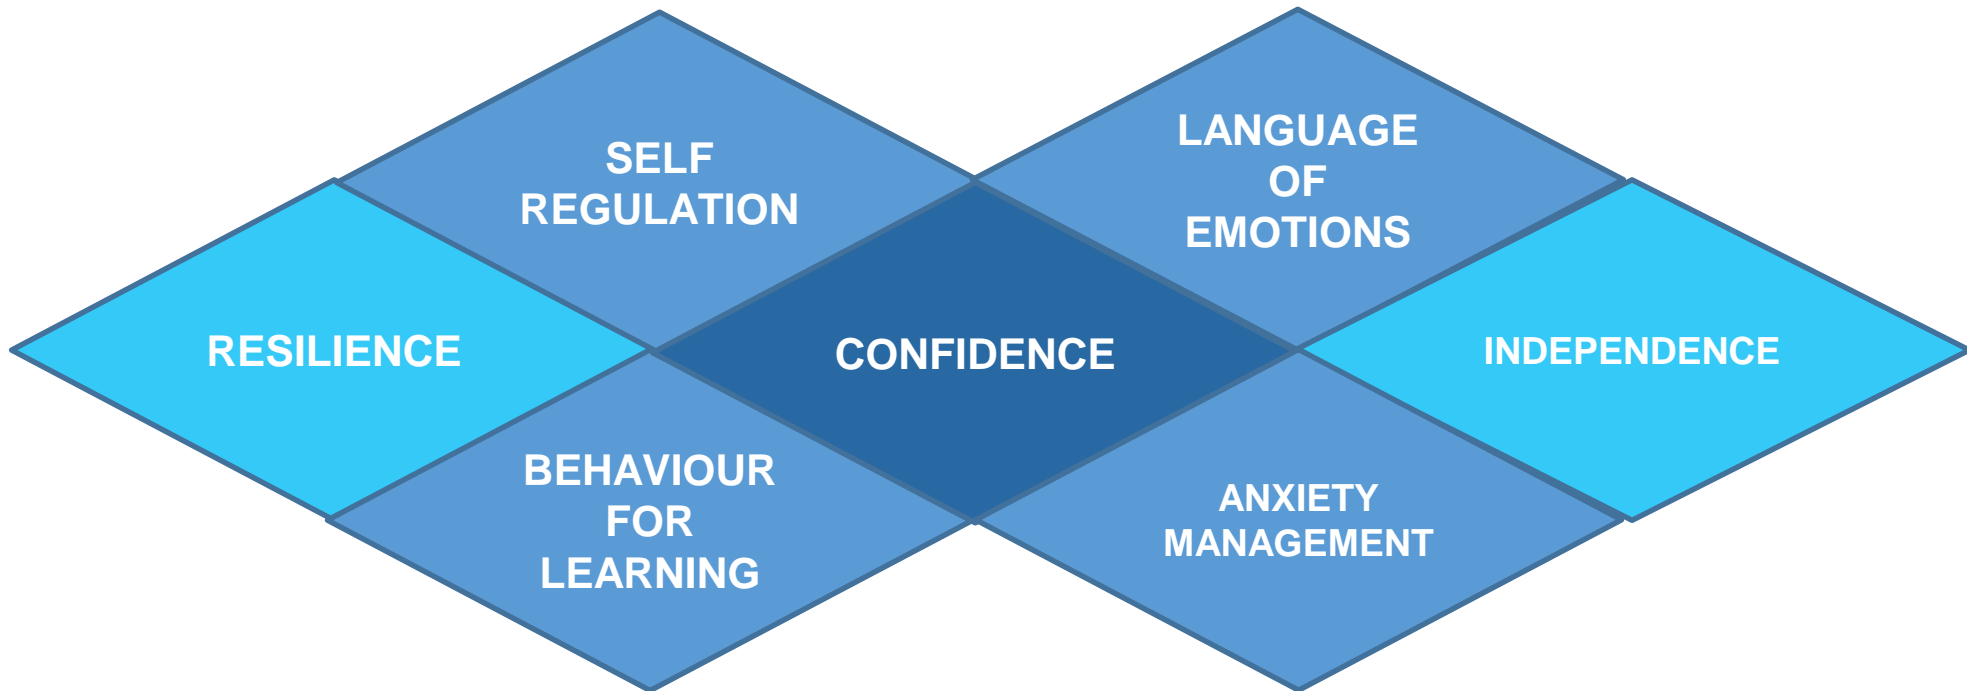 SELF
REGULATION
LANGUAGE
OF
EMOTIONS
RESILIENCE
CONFIDENCE
INDEPENDENCE
BEHAVIOUR
FOR
LEARNING
ANXIETY
MANAGEMENT